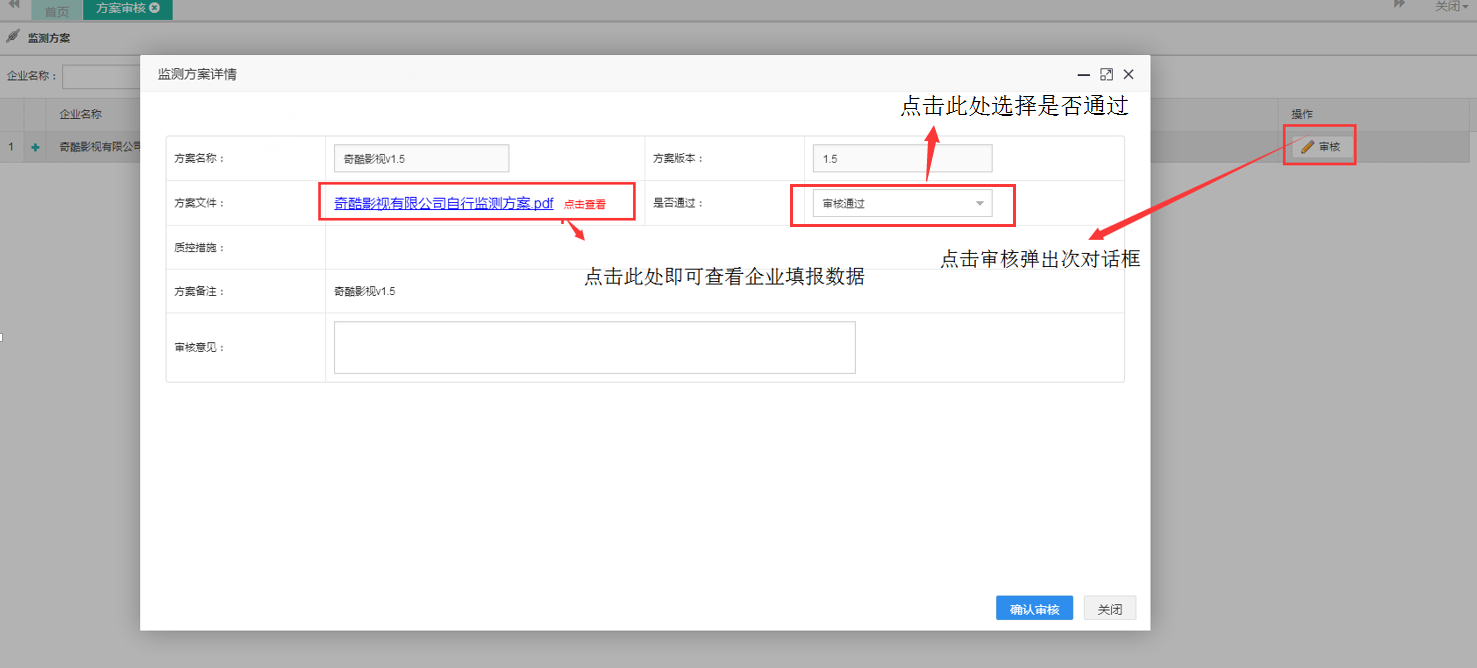 首页
方案审核
关闭
监测方案
企业名称：
监测方案详情
点击此处选择是否通过
企业名称
操作
1
奇酷影视有限公司
审核
方案名称：
奇酷影视v1.5
方案版本：
1.5
方案文件：
奇酷影视有限公司自行监测方案.pdf 点击查看
是否通过：
审核通过
质控措施：
点击此处即可查看企业填报数据
点击审核弹出次对话框
方案备注：
奇酷影视v1.5
审核意见：
确认审核
关闭